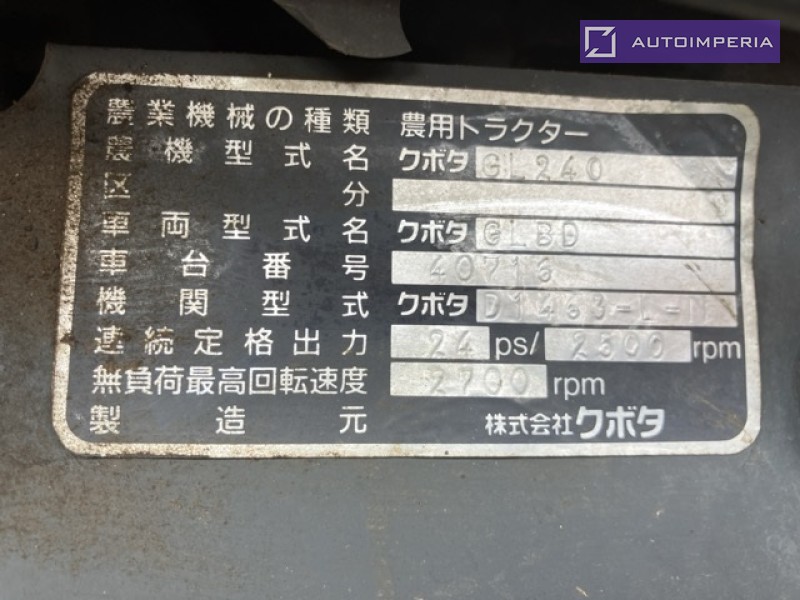 AUTOIMPERIA
農業機械の種類 農用トラクター
農機型式名 クボタ GL240
区分
車両型式名 クボタ GLBD
車台番号 40716
機関型式 クボタ D1463-L-N
連続定格出力 24 ps/ 2500 rpm
無負荷最高回転速度 2700 rpm
製造元 株式会社クボタ